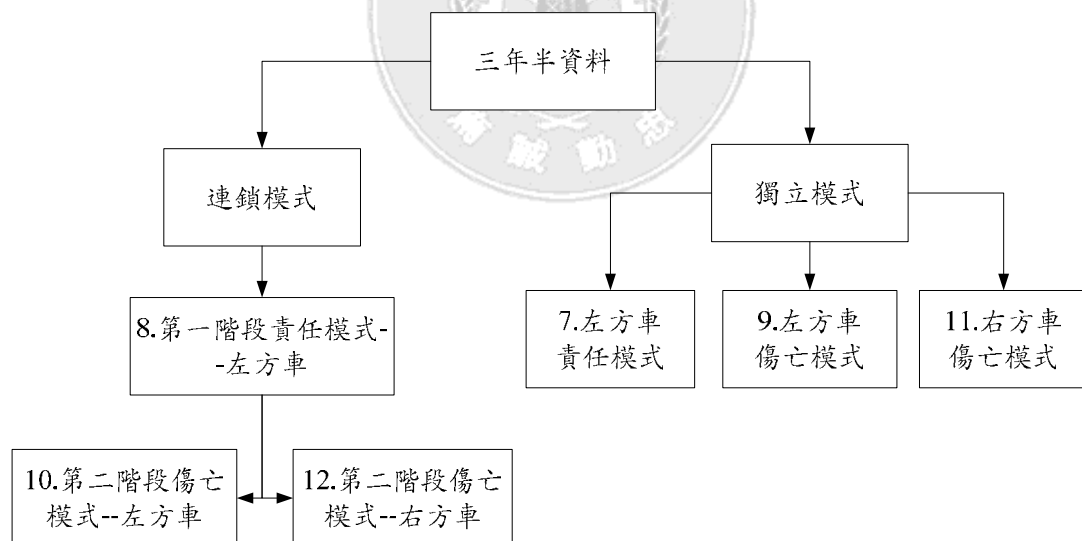 三年半資料
連鎖模式
獨立模式
8.第一階段責任模式-
-左方車
7.左方車
責任模式
9.左方車
傷亡模式
11.右方車
傷亡模式
10.第二階段傷亡
模式--左方車
12.第二階段傷亡
模式--右方車
誠勤忠